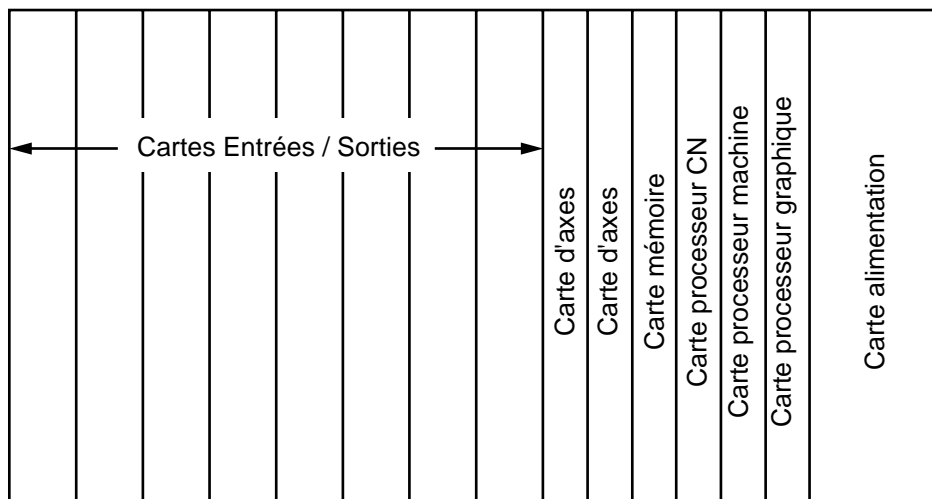 Cartes Entrées / Sorties
Carte d'axes
Carte d'axes
Carte mémoire
Carte processeur CN
Carte processeur machine
Carte processeur graphique
Carte alimentation